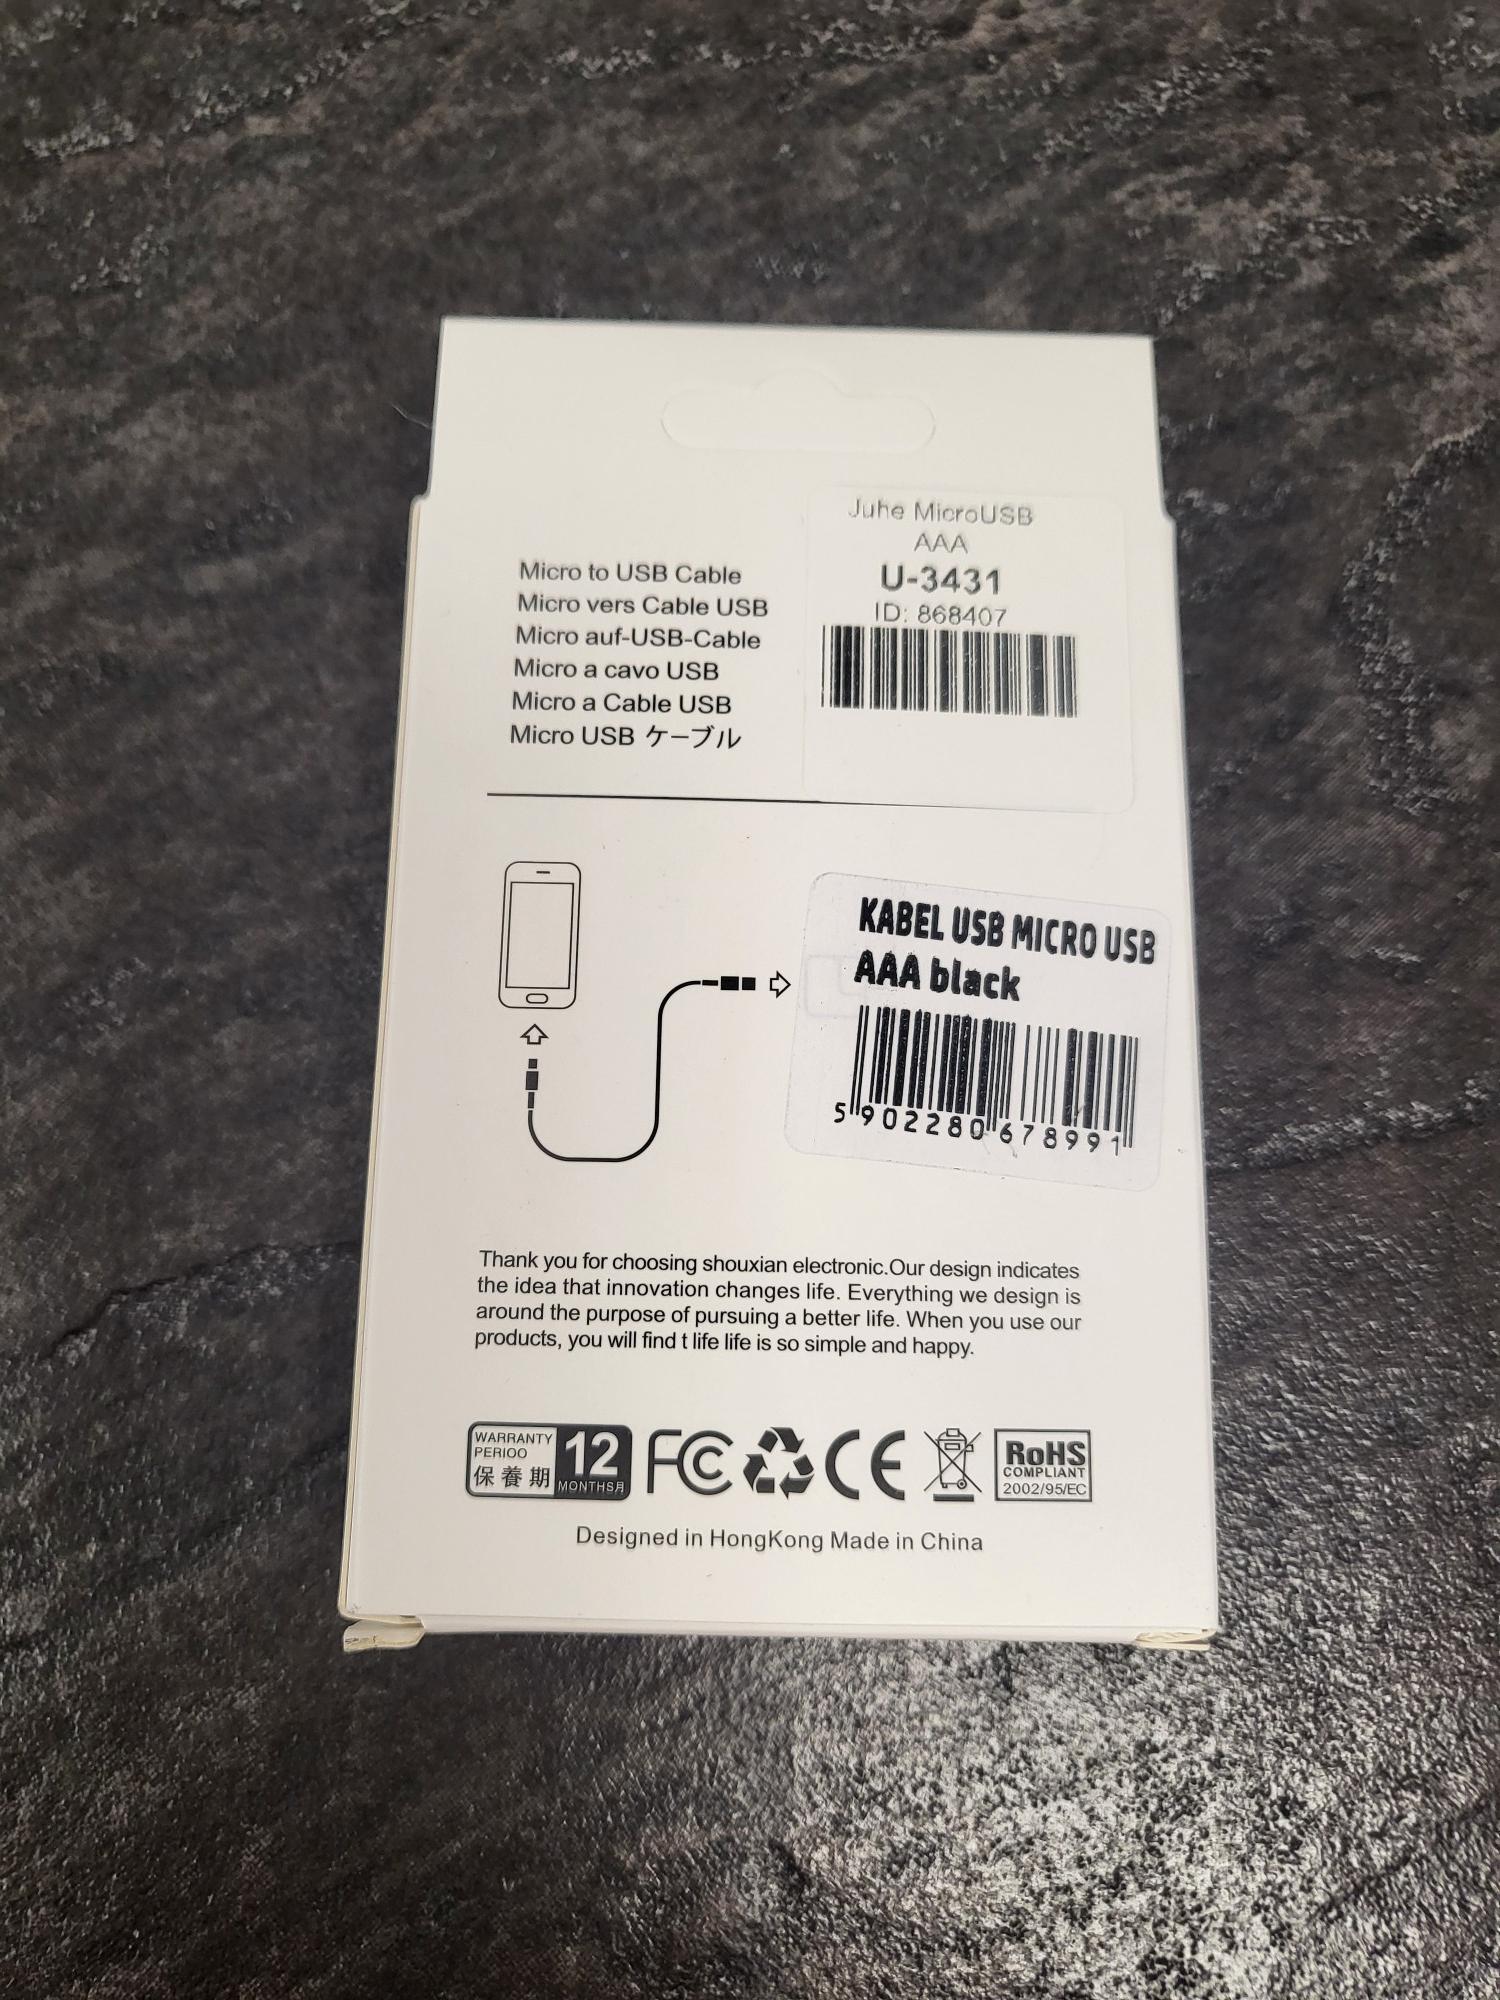 Juhe MicroUSB
AAA
U-3431
ID: 868407
Micro to USB Cable
Micro vers Cable USB
Micro auf-USB-Cable
Micro a cavo USB
Micro a Cable USB
Micro USB ケーブル
KABEL USB MICRO USB
AAA black
5 902280 678991
Thank you for choosing shouxian electronic.Our design indicates
the idea that innovation changes life. Everything we design is
around the purpose of pursuing a better life. When you use our
products, you will find t life life is so simple and happy.
WARRANTY
PERIOO
保養期
12
MONTHS月
FC
CE
RoHS
COMPLIANT
2002/95/EC
Designed in HongKong Made in China